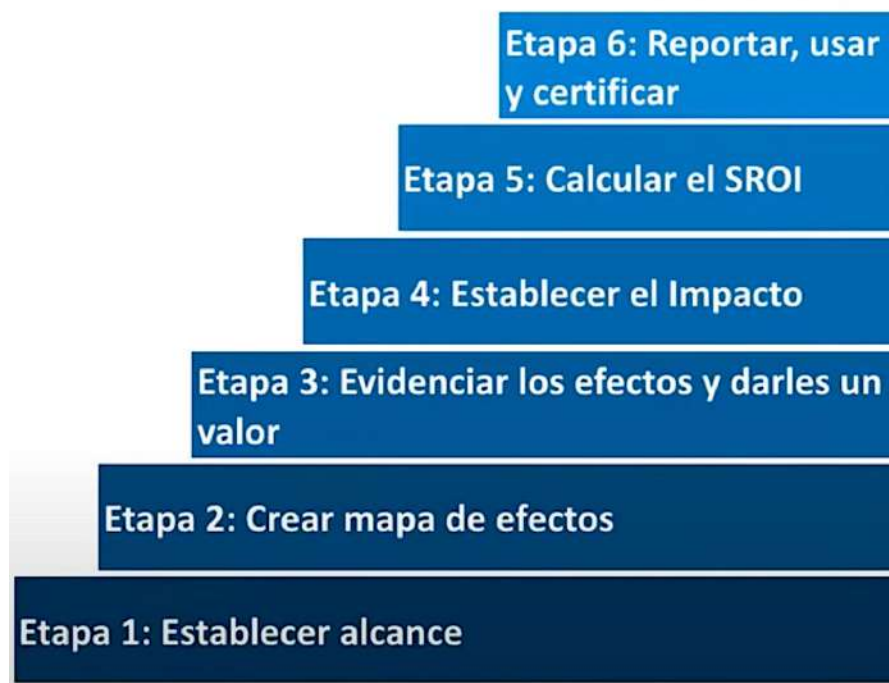 Etapa 6: Reportar, usar
y certificar
Etapa 5: Calcular el SROI
Etapa 4: Establecer el Impacto
Etapa 3: Evidenciar los efectos y darles un
valor
Etapa 2: Crear mapa de efectos
Etapa 1: Establecer alcance